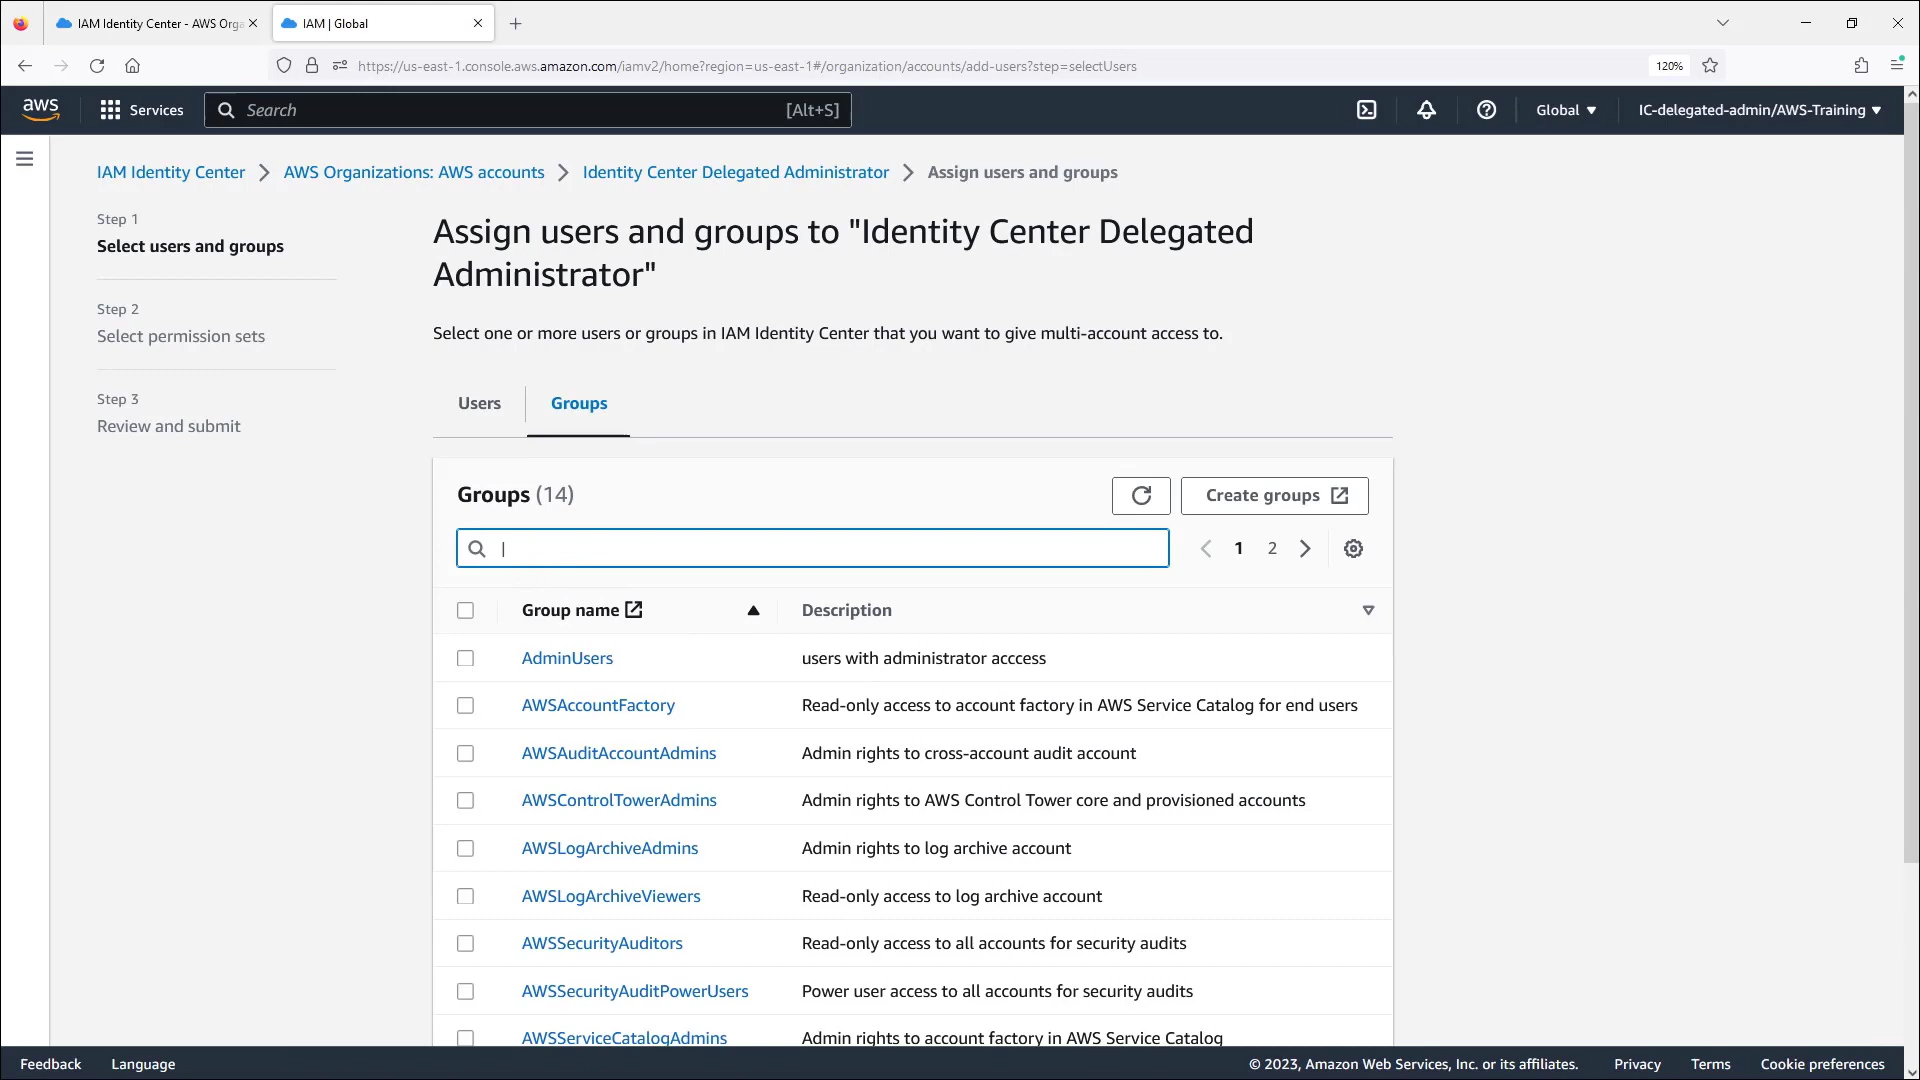 IAM Identity Center - AWS Orga
IAM | Global
https://us-east-1.console.aws.amazon.com/iamv2/home?region=us-east-1#/organization/accounts/add-users?step=selectUsers
120%
aws
Services
Search
[Alt+S]
Global
IC-delegated-admin/AWS-Training
IAM Identity Center
AWS Organizations: AWS accounts
Identity Center Delegated Administrator
Assign users and groups
Step 1
Select users and groups
Step 2
Select permission sets
Step 3
Review and submit
Assign users and groups to "Identity Center Delegated
Administrator"
Select one or more users or groups in IAM Identity Center that you want to give multi-account access to.
Users
Groups
Groups (14)
Create groups
1
2
Group name
Description
AdminUsers
users with administrator acccess
AWSAccountFactory
Read-only access to account factory in AWS Service Catalog for end users
AWSAuditAccountAdmins
Admin rights to cross-account audit account
AWSControlTowerAdmins
Admin rights to AWS Control Tower core and provisioned accounts
AWSLogArchiveAdmins
Admin rights to log archive account
AWSLogArchiveViewers
Read-only access to log archive account
AWSSecurityAuditors
Read-only access to all accounts for security audits
AWSSecurityAuditPowerUsers
Power user access to all accounts for security audits
AWSServiceCatalogAdmins
Admin rights to account factory in AWS Service Catalog
Feedback
Language
© 2023, Amazon Web Services, Inc. or its affiliates.
Privacy
Terms
Cookie preferences